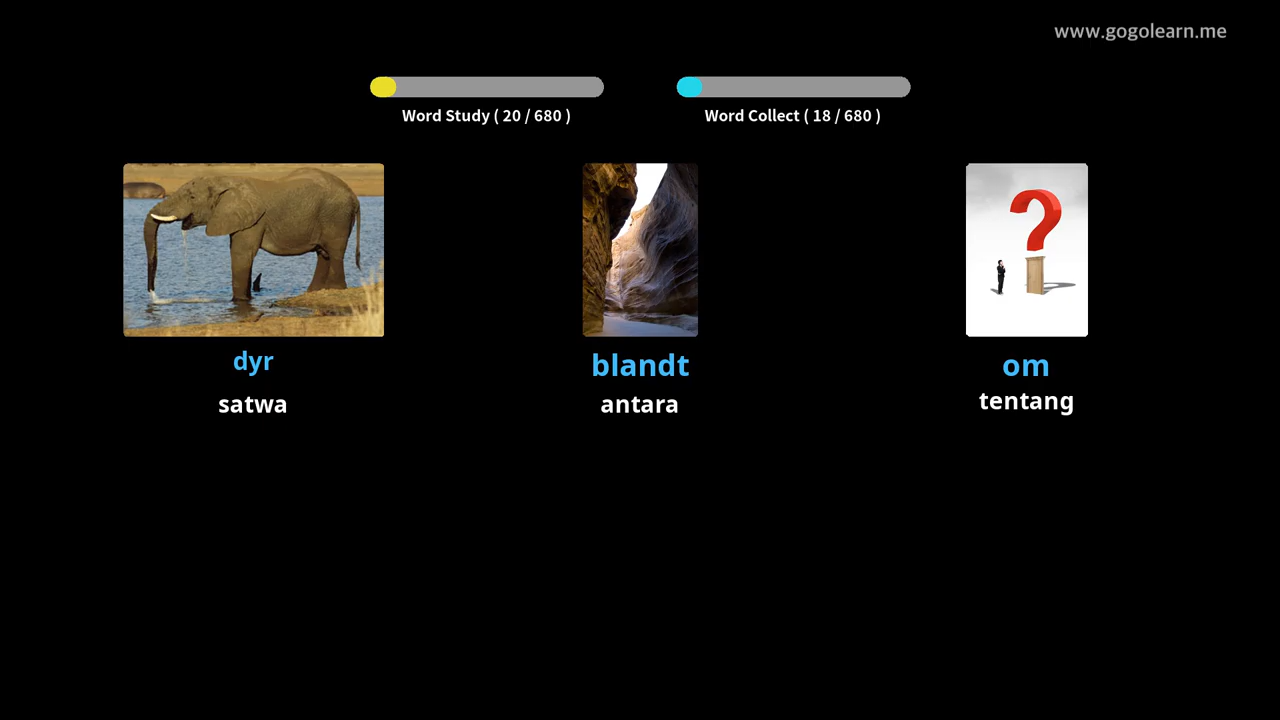 www.gogolearn.me
Word Study ( 20 / 680 )
Word Collect ( 18 / 680 )
dyr
blandt
om
satwa
antara
tentang